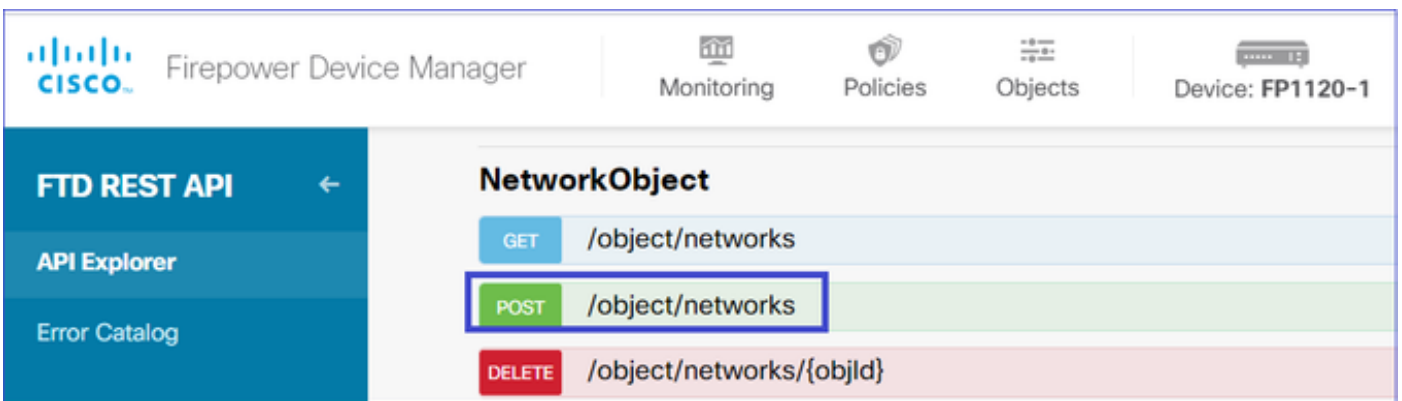 CISCO
Firepower Device Manager
Monitoring
Policies
Objects
Device: FP1120-1
FTD REST API
API Explorer
Error Catalog
NetworkObject
GET /object/networks
POST /object/networks
DELETE /object/networks/{objId}